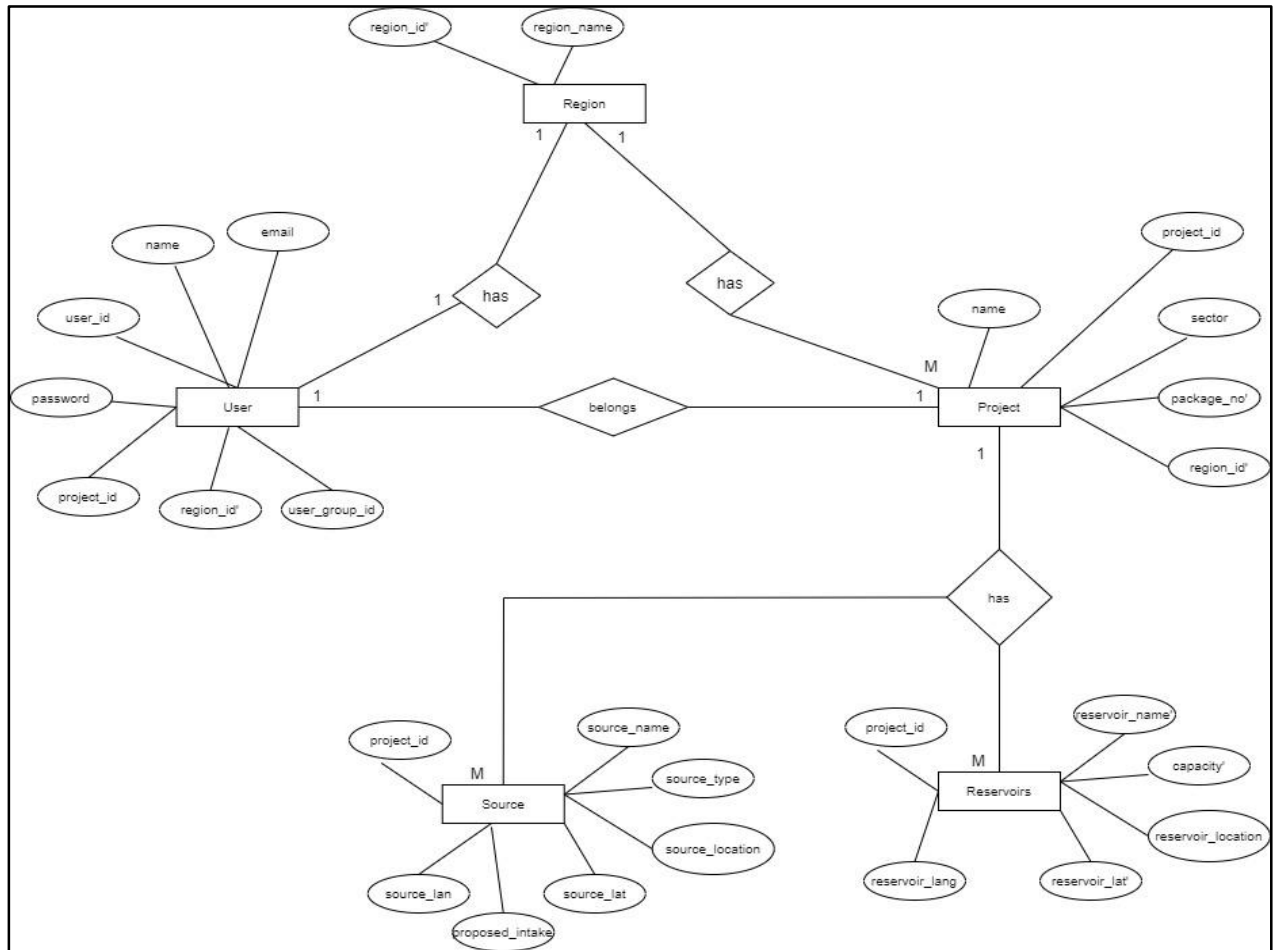 region_id'
region_name
Region
1
1
has
1
has
name
email
user_id
password
User
project_id
region_id'
user_group_id
1
belongs
M
1
Project
1
name
project_id
sector
package_no'
region_id'
has
M
Source
project_id
source_name
source_type
source_location
source_lan
proposed_intake
source_lat
M
Reservoirs
project_id
reservoir_name'
capacity'
reservoir_location
reservoir_lang
reservoir_lat'